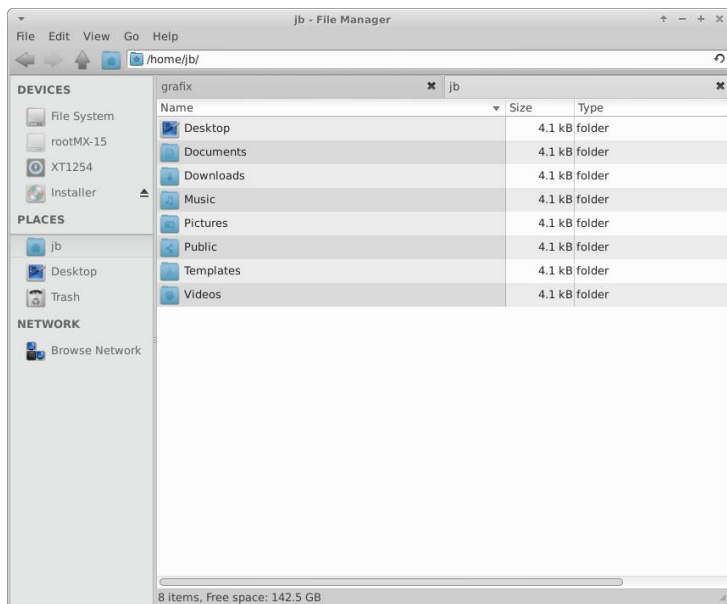 jb - File Manager
File Edit View Go Help
/home/jb/
DEVICES
File System
rootMX-15
XT1254
Installer
PLACES
jb
Desktop
Trash
NETWORK
Browse Network
grafix jb
Name Size Type
Desktop 4.1 kB folder
Documents 4.1 kB folder
Downloads 4.1 kB folder
Music 4.1 kB folder
Pictures 4.1 kB folder
Public 4.1 kB folder
Templates 4.1 kB folder
Videos 4.1 kB folder
8 items, Free space: 142.5 GB